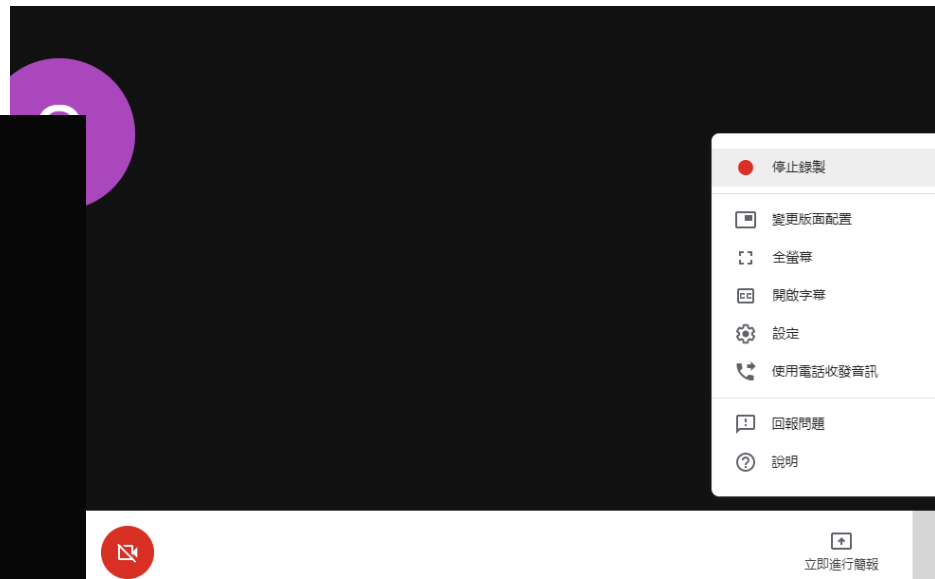 停止錄製
變更版面配置
全螢幕
開啟字幕
設定
使用電話收發音訊
回報問題
說明
立即進行簡報